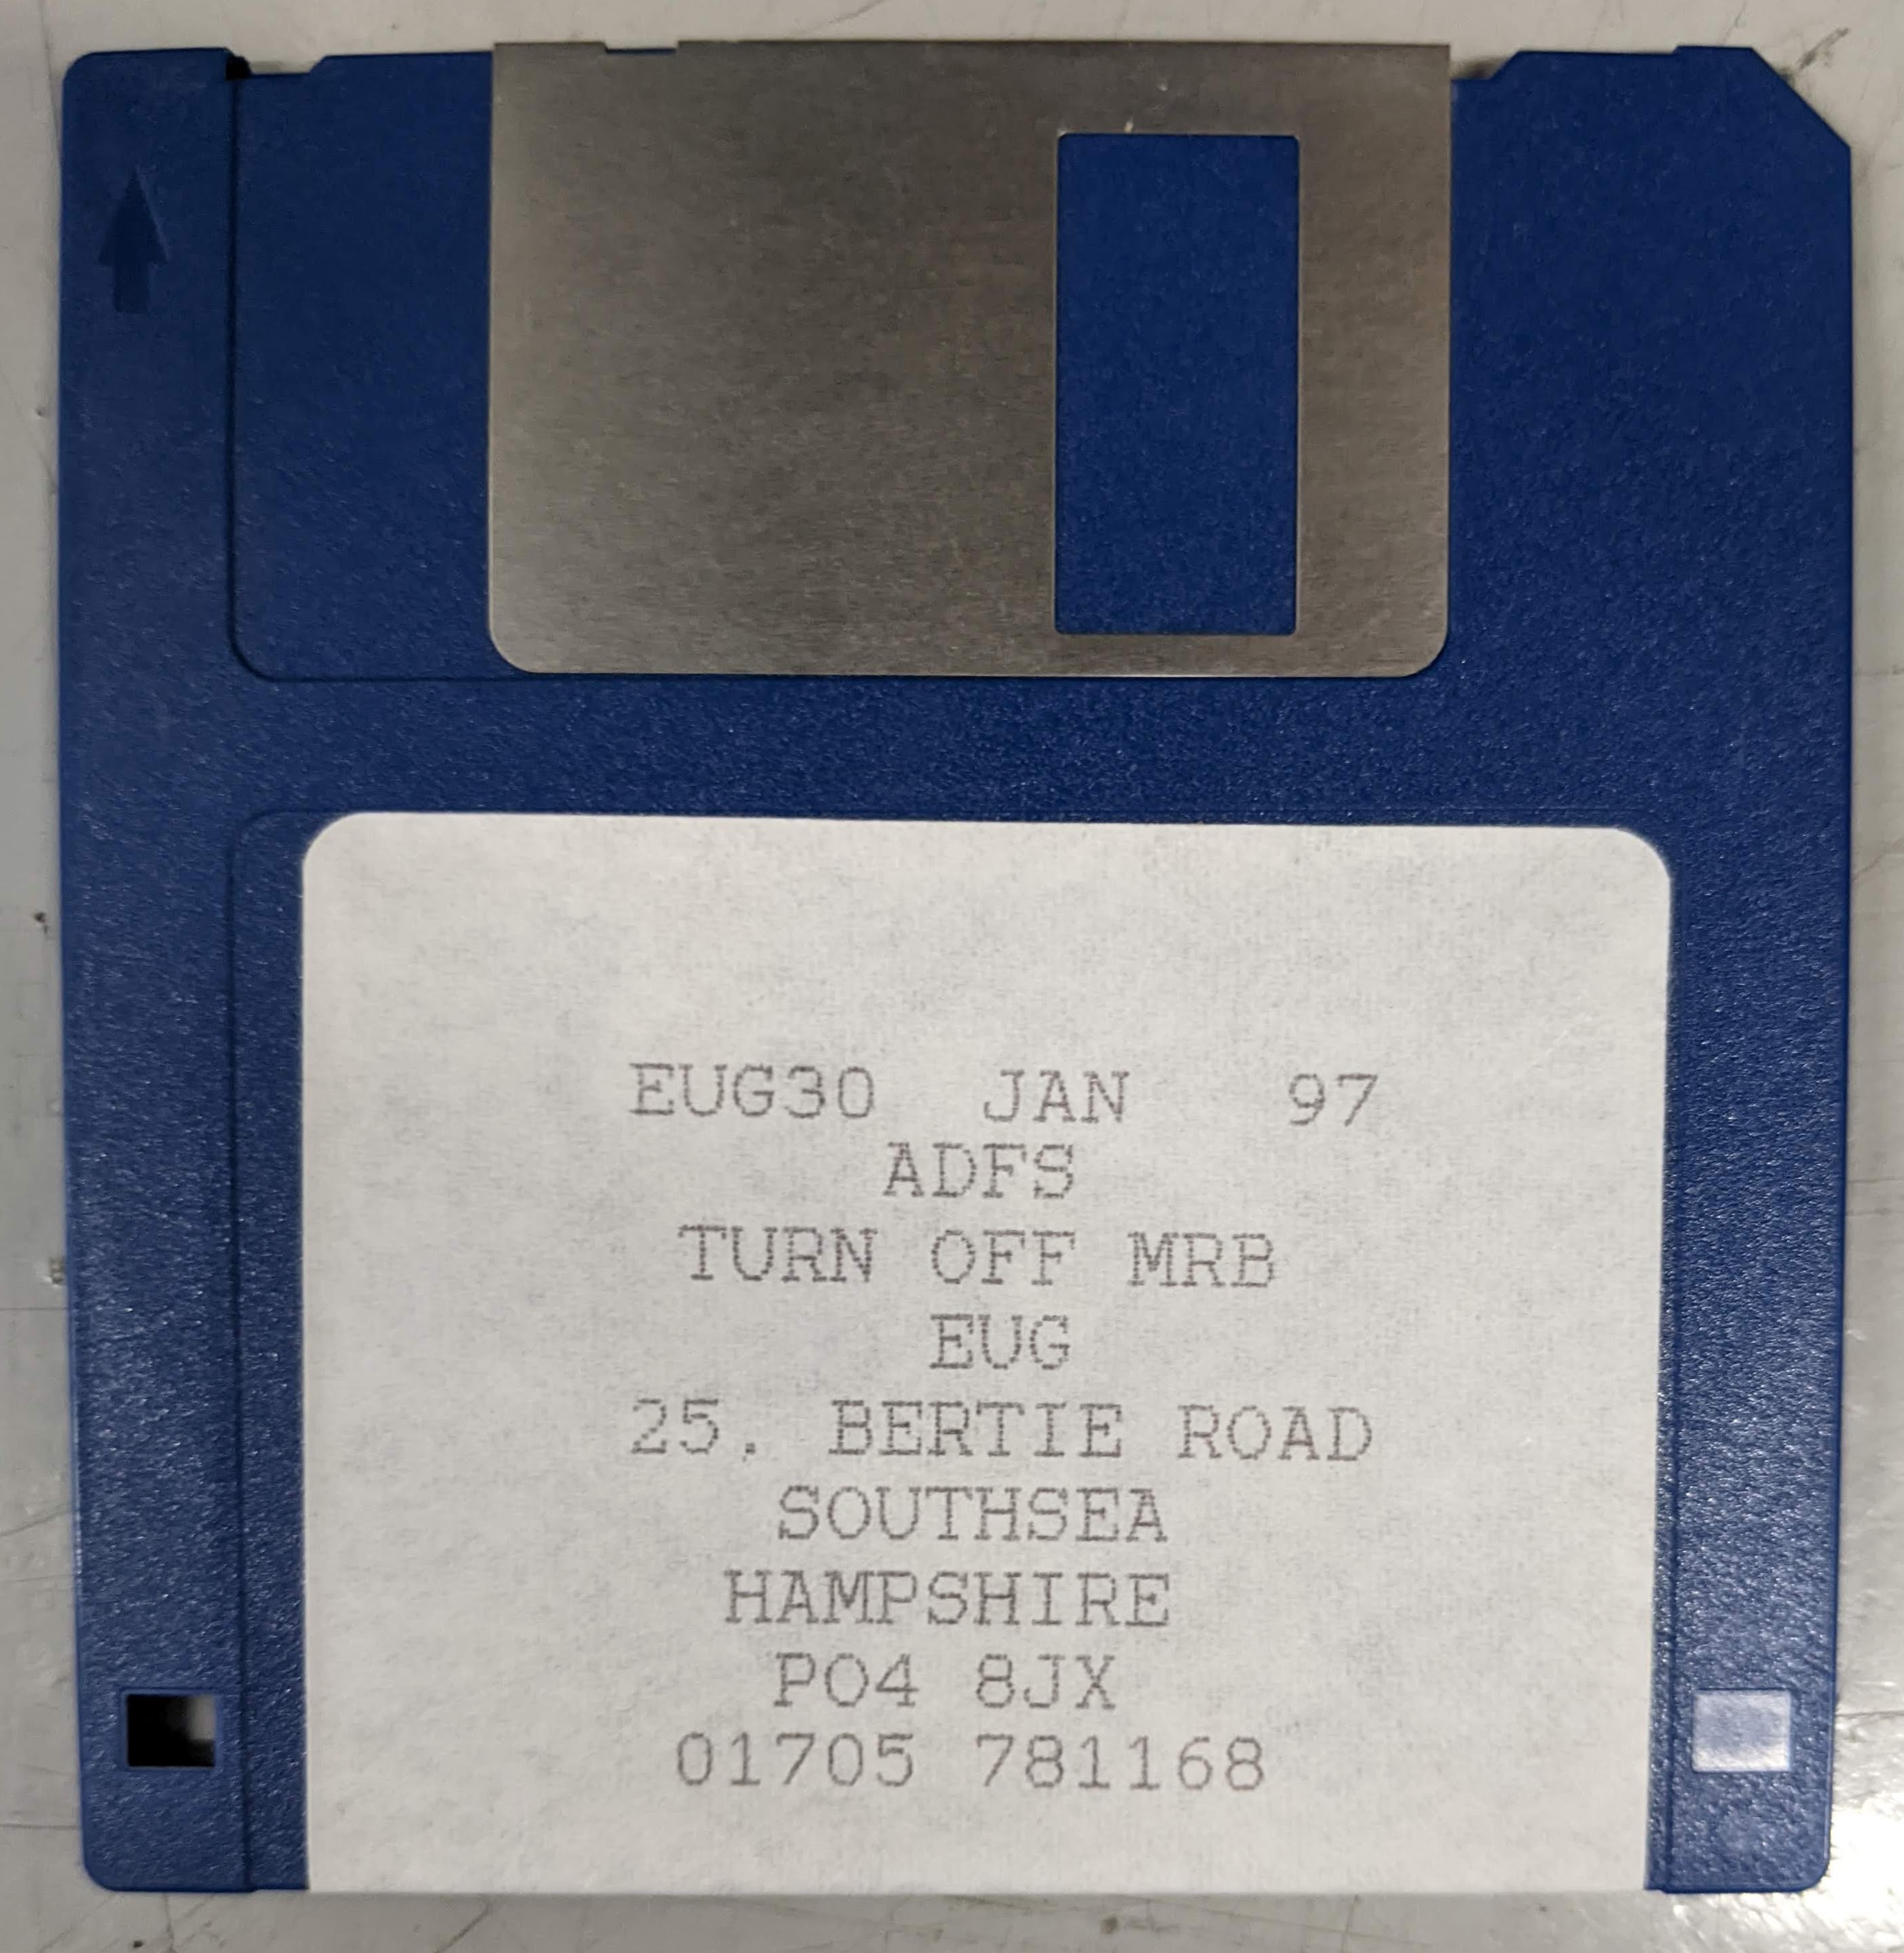 EUG30 JAN 97
ADFS
TURN OFF MRB
EUG
25. BERTIE ROAD
SOUTHSEA
HAMPSHIRE
PO4 8JX
01705 781168